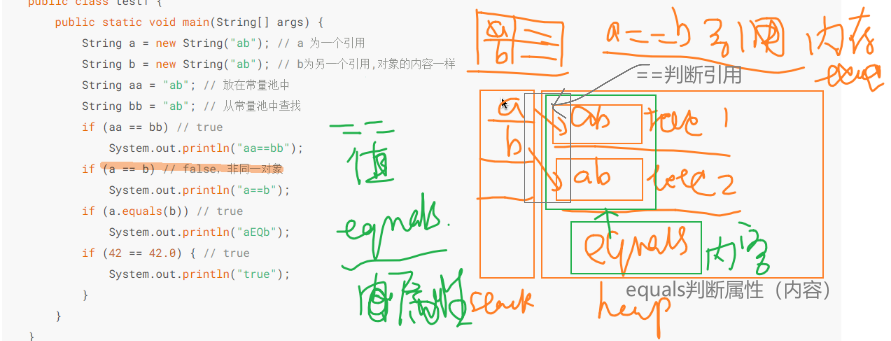 public class test1 {
public static void main(String[] args) {
String a = new String("ab"); // a 为一个引用
String b = new String("ab"); // b为另一个引用,对象的内容一样
String aa = "ab"; // 放在常量池中
String bb = "ab"; // 从常量池中查找
if (aa == bb) // true
System.out.println("aa==bb");
if (a == b) // false，非同一对象
System.out.println("a==b");
if (a.equals(b)) // true
System.out.println("aEQb");
if (42 == 42.0) { // true
System.out.println("true");
}
}
}
==
值
equals.
a
b
a==b 引用 内存
==判断引用
a
b
ab
1
ab
2
equals 内容
equals判断属性（内容）
stack
heap